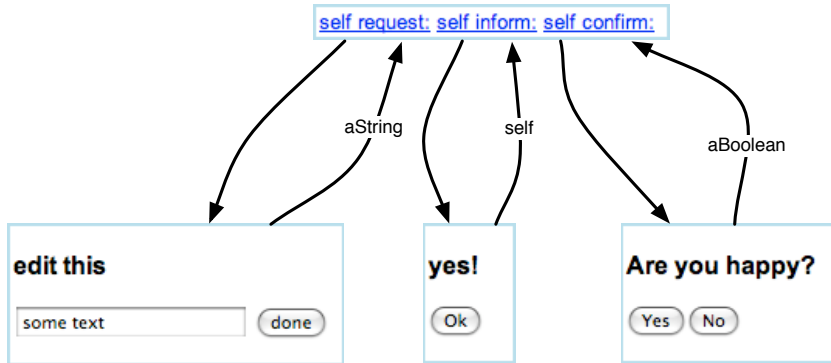 self request: self inform: self confirm:
aString
self
aBoolean
edit this
some text
done
yes!
Ok
Are you happy?
Yes No